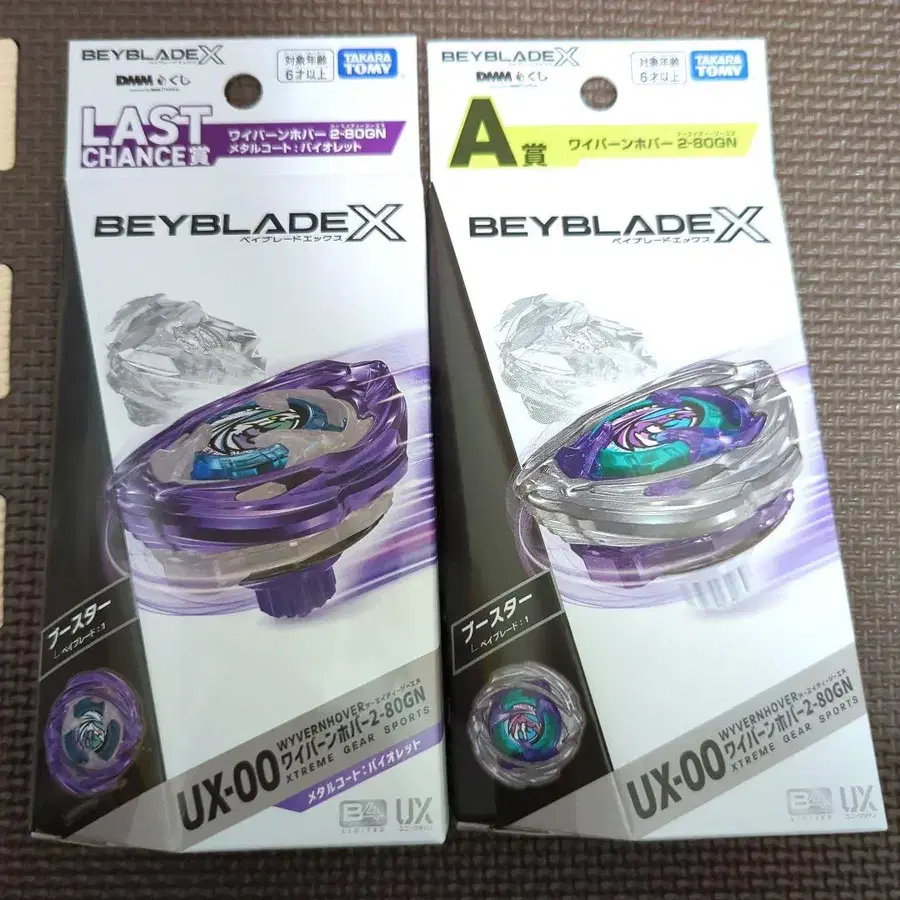 BEYBLADE X
対象年齢
6才以上
TAKARA
TOMY
DMM くじ
LAST
CHANCE賞
ワイバーンホバー 2-80GN
メタルコート：バイオレット
BEYBLADE X
ベイブレードエックス
ブースター
ベイブレード：1
UX-00
WYVERNHOVER
ワイバーンホバー2-80GN
XTREME GEAR SPORTS
メタルコート：バイオレット
B4
LIMITED
UX
BEYBLADE X
対象年齢
6才以上
TAKARA
TOMY
DMM くじ
A賞
ワイバーンホバー 2-80GN
BEYBLADE X
ベイブレードエックス
ブースター
ベイブレード：1
UX-00
WYVERNHOVER
ワイバーンホバー2-80GN
XTREME GEAR SPORTS
B4
LIMITED
UX